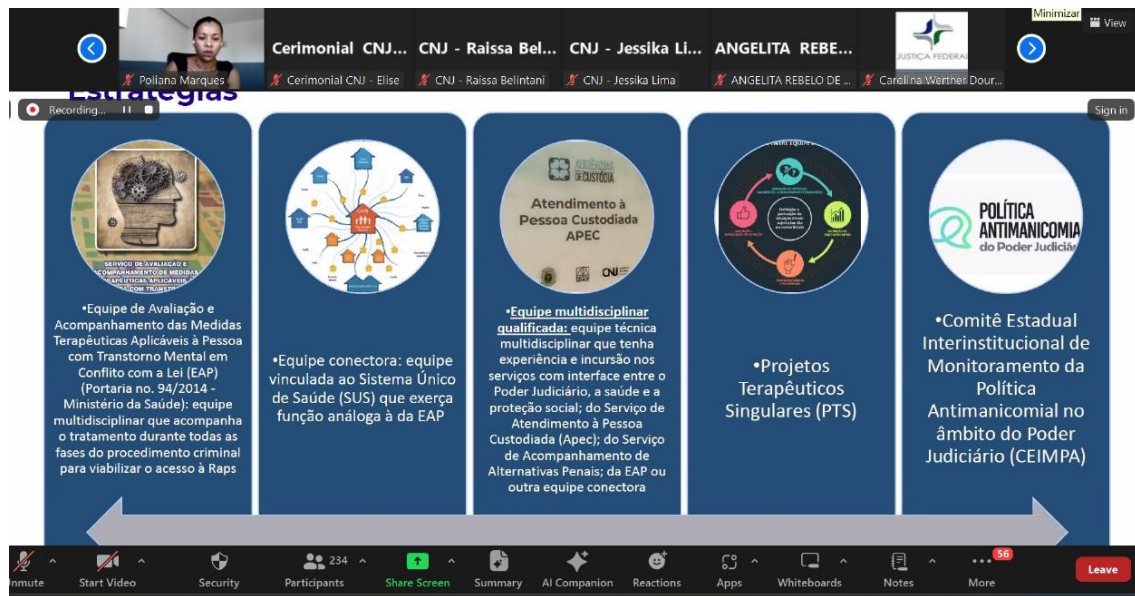 Minimizar
View
Cerimonial CNJ...
CNJ - Raissa Bel...
CNJ - Jessika Li...
ANGELITA REBE...
JUSTIÇA FEDERAL
Poliana Marques
Cerimonial CNJ - Elise
CNJ - Raissa Belintani
CNJ - Jessika Lima
ANGELITA REBELO DE ...
Carolina Werther Dour...
Estratégias
Recording...
Sign in
SERVIÇO DE AVALIAÇÃO E
ACOMPANHAMENTO DE MEDIDAS
•Equipe de Avaliação e
Acompanhamento das Medidas
Terapêuticas Aplicáveis à Pessoa
com Transtorno Mental em
Conflito com a Lei (EAP)
(Portaria no. 94/2014 -
Ministério da Saúde): equipe
multidisciplinar que acompanha
o tratamento durante todas as
fases do procedimento criminal
para viabilizar o acesso à Raps
•Equipe conectora: equipe
vinculada ao Sistema Único
de Saúde (SUS) que exerça
função análoga à da EAP
AUDIÊNCIAS
DE CUSTÓDIA
Atendimento à
Pessoa Custodiada
APEC
CNJ
•Equipe multidisciplinar
qualificada: equipe técnica
multidisciplinar que tenha
experiência e incursão nos
serviços com interface entre o
Poder Judiciário, a saúde e a
proteção social; do Serviço de
Atendimento à Pessoa
Custodiada (Apec); do Serviço
de Acompanhamento de
Alternativas Penais; da EAP ou
outra equipe conectora
•Projetos
Terapêuticos
Singulares (PTS)
POLÍTICA
ANTIMANICOMIA
do Poder Judiciár
•Comitê Estadual
Interinstitucional de
Monitoramento da
Política
Antimanicomial no
âmbito do Poder
Judiciário (CEIMPA)
nmute
Start Video
Security
234
Participants
Share Screen
Summary
AI Companion
Reactions
Apps
Whiteboards
Notes
56
More
Leave